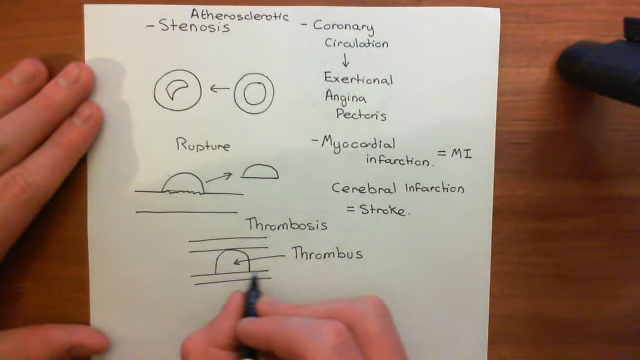 Atherosclerotic
- Stenosis
- Coronary
Circulation
↓
Exertional
Angina
Pectoris
Rupture
- Myocardial
infarction. = MI
Cerebral Infarction
= Stroke.
Thrombosis
Thrombus